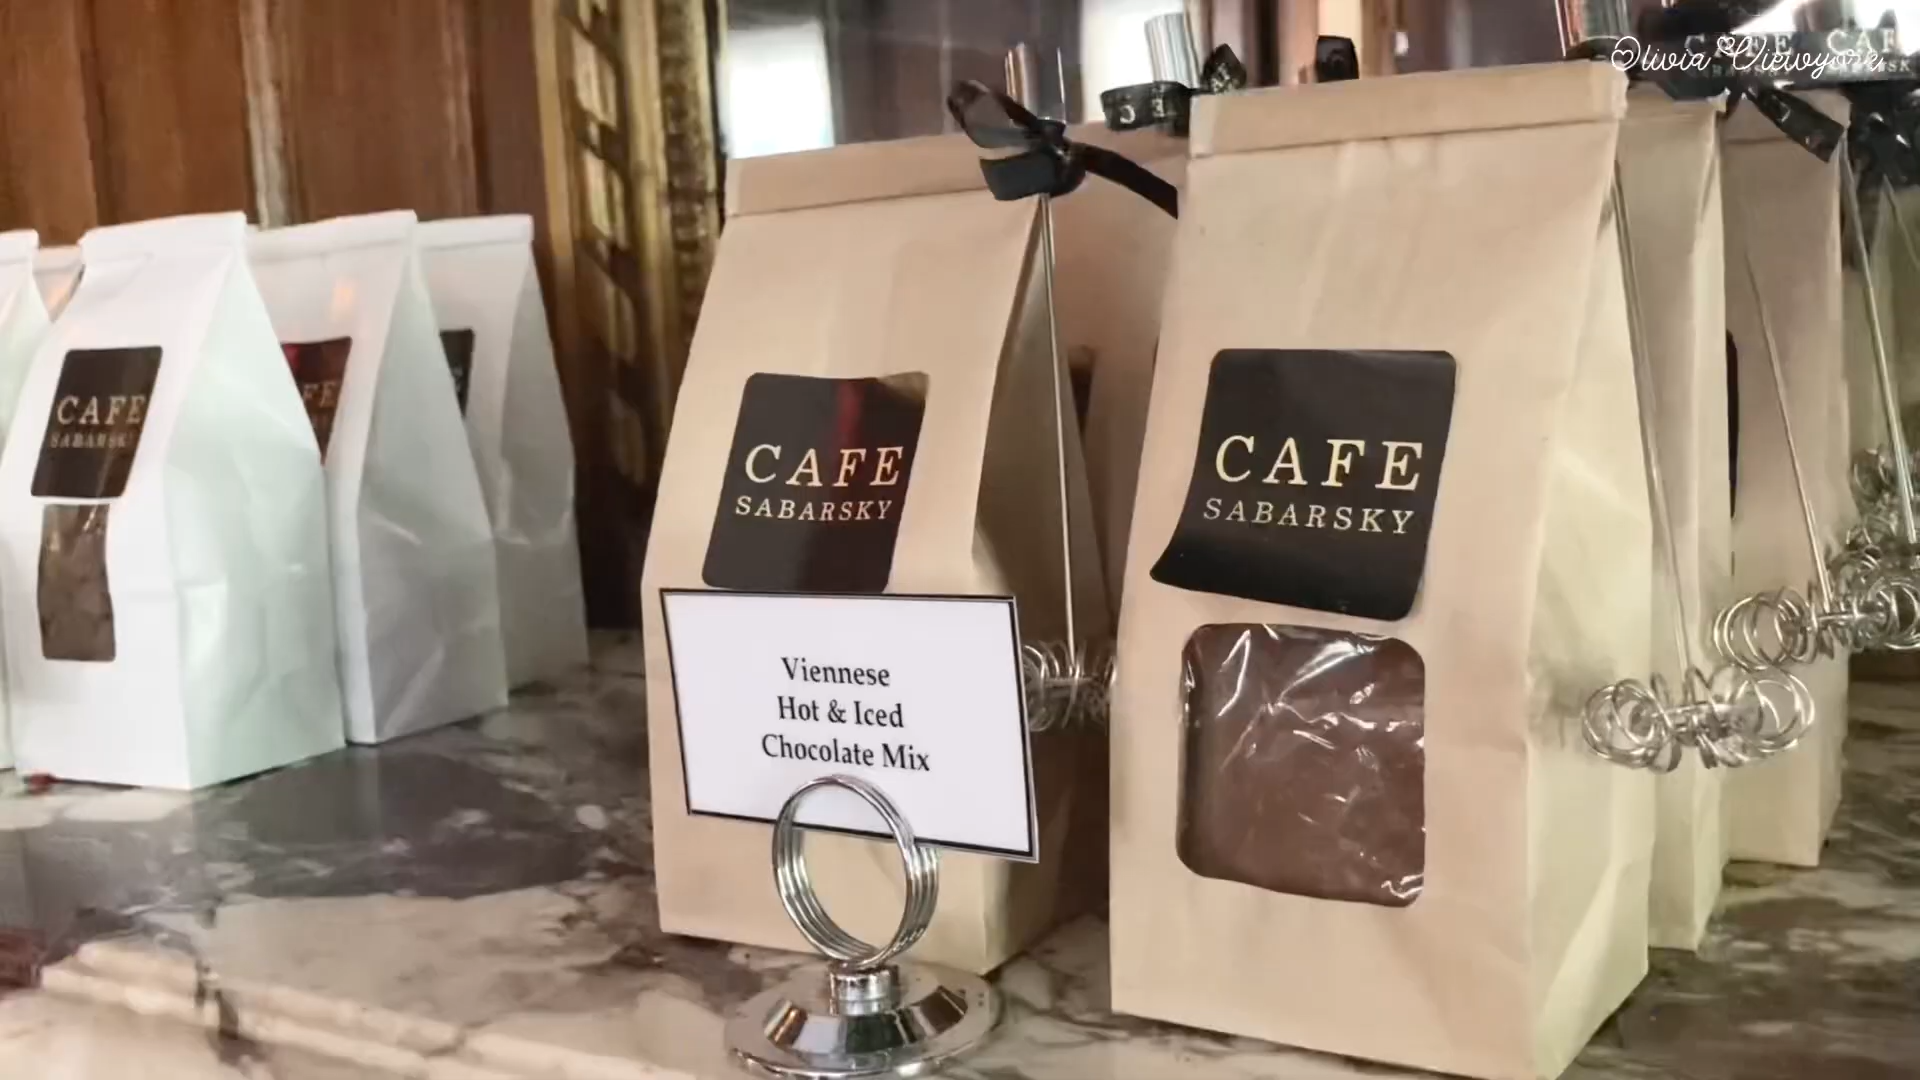 Olivia Viewyork
CAFE
SABARSKY
CAFE
SABARSKY
CAFE
SABARSKY
Viennese
Hot & Iced
Chocolate Mix